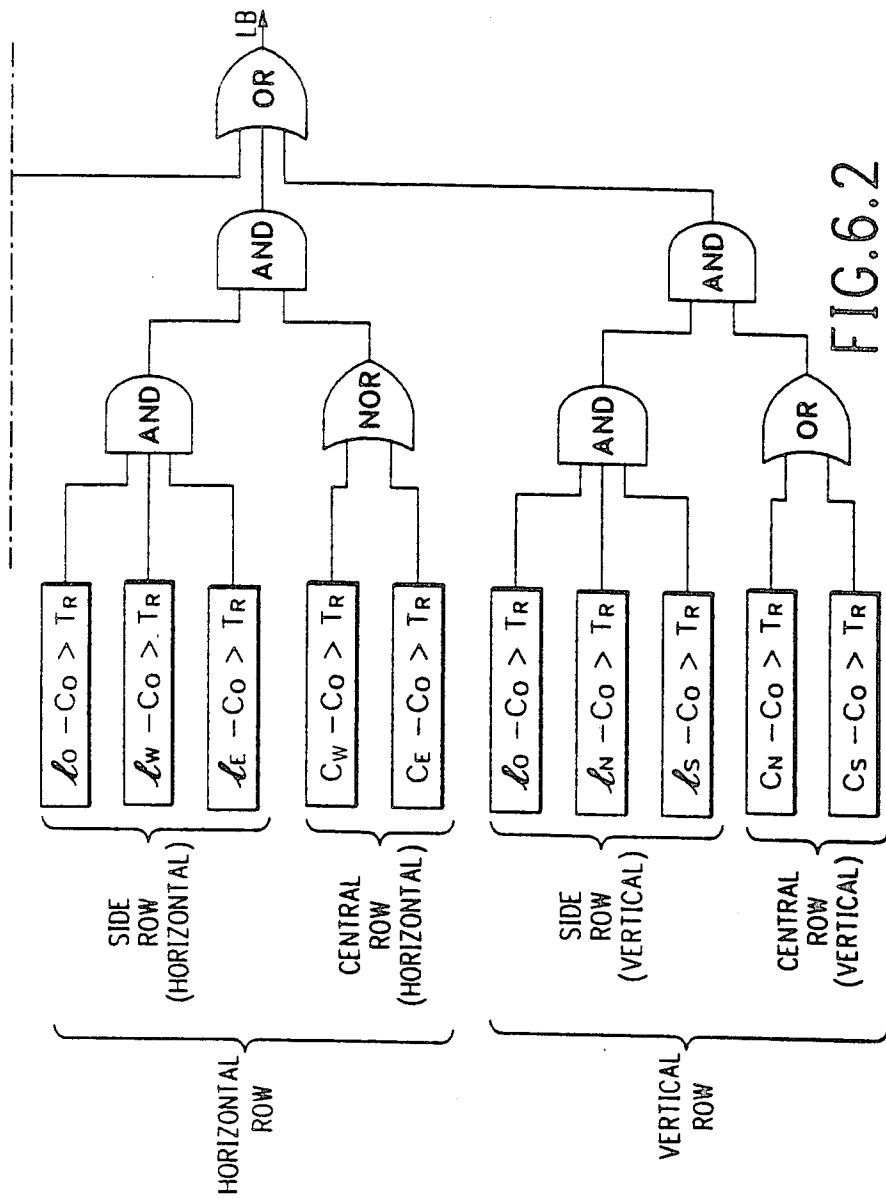 HORIZONTAL
ROW
SIDE
ROW
(HORIZONTAL)
ℓO − CO > TR
ℓW − CO > TR
ℓE − CO > TR
AND
CENTRAL
ROW
(HORIZONTAL)
CW − CO > TR
CE − CO > TR
NOR
AND
OR
LB
VERTICAL
ROW
SIDE
ROW
(VERTICAL)
ℓO − CO > TR
ℓN − CO > TR
ℓS − CO > TR
AND
CENTRAL
ROW
(VERTICAL)
CN − CO > TR
CS − CO > TR
OR
AND
FIG.6.2